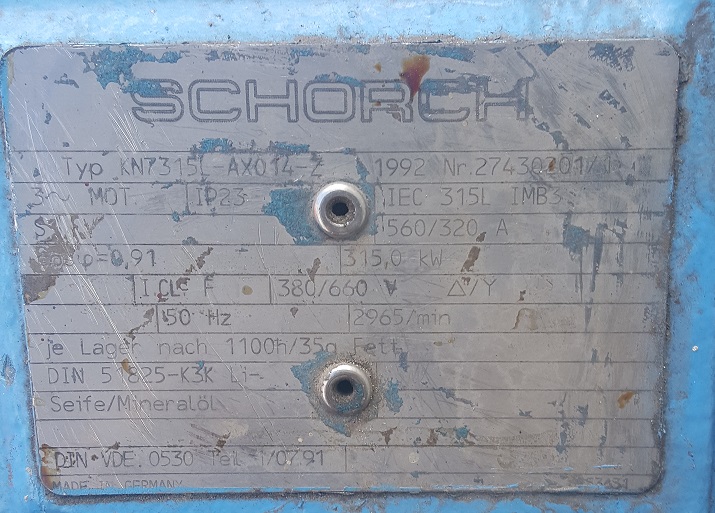 SCHORCH
Typ KN7315L-AX014-Z 1992 Nr.
3~ MOT. IP23 IEC 315L IMB3
560/320 A
φ=0,91 315,0 kW
I.CL. F 380/660 V △/Y
50 Hz 2965/min
je Lager nach 1100h/35g Fett
DIN 51825-K3K Li-
Seife/Mineralöl
DIN VDE 0530 Teil 1/07.91
MADE IN GERMANY